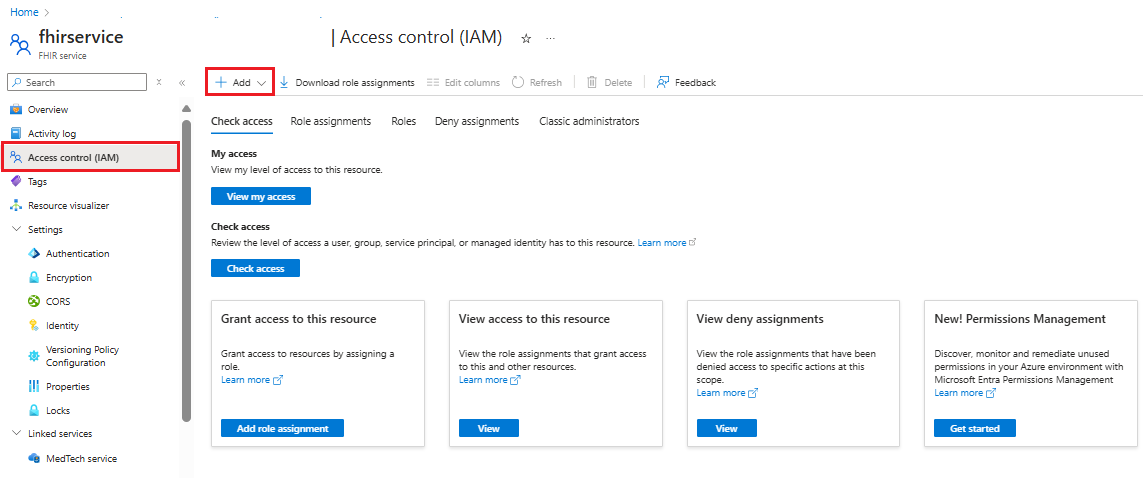 Home >
fhirservice | Access control (IAM) ☆ ...
FHIR service
Search
+ Add Download role assignments Edit columns Refresh Delete Feedback
Overview
Activity log
Access control (IAM)
Tags
Resource visualizer
Settings
Authentication
Encryption
CORS
Identity
Versioning Policy
Configuration
Properties
Locks
Linked services
MedTech service
Check access Role assignments Roles Deny assignments Classic administrators
My access
View my level of access to this resource.
View my access
Check access
Review the level of access a user, group, service principal, or managed identity has to this resource. Learn more
Check access
Grant access to this resource
Grant access to resources by assigning a
role.
Learn more
Add role assignment
View access to this resource
View the role assignments that grant access
to this and other resources.
Learn more
View
View deny assignments
View the role assignments that have been
denied access to specific actions at this
scope.
Learn more
View
New! Permissions Management
Discover, monitor and remediate unused
permissions in your Azure environment with
Microsoft Entra Permissions Management
Learn more
Get started